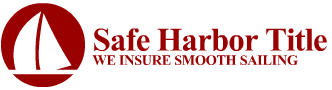 Safe Harbor Title
WE INSURE SMOOTH SAILING